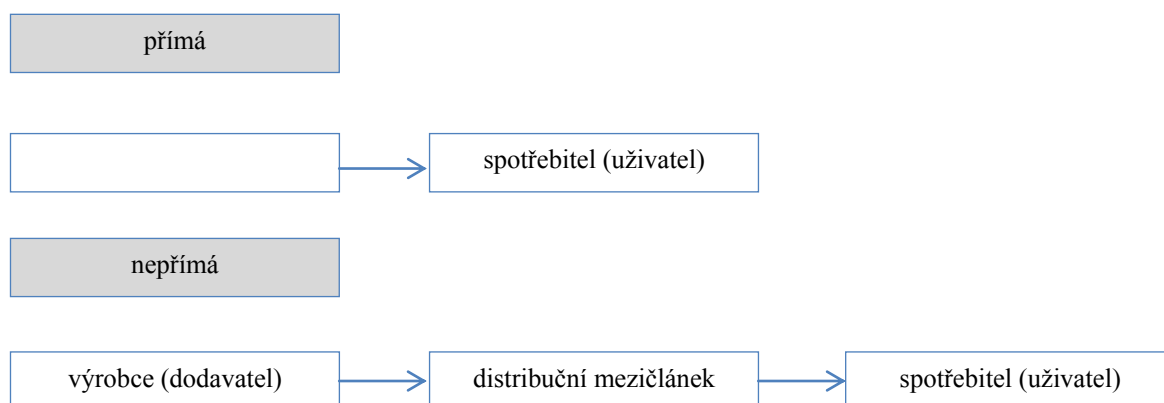 přímá
spotřebitel (uživatel)
nepřímá
výrobce (dodavatel)
distribuční mezičlánek
spotřebitel (uživatel)